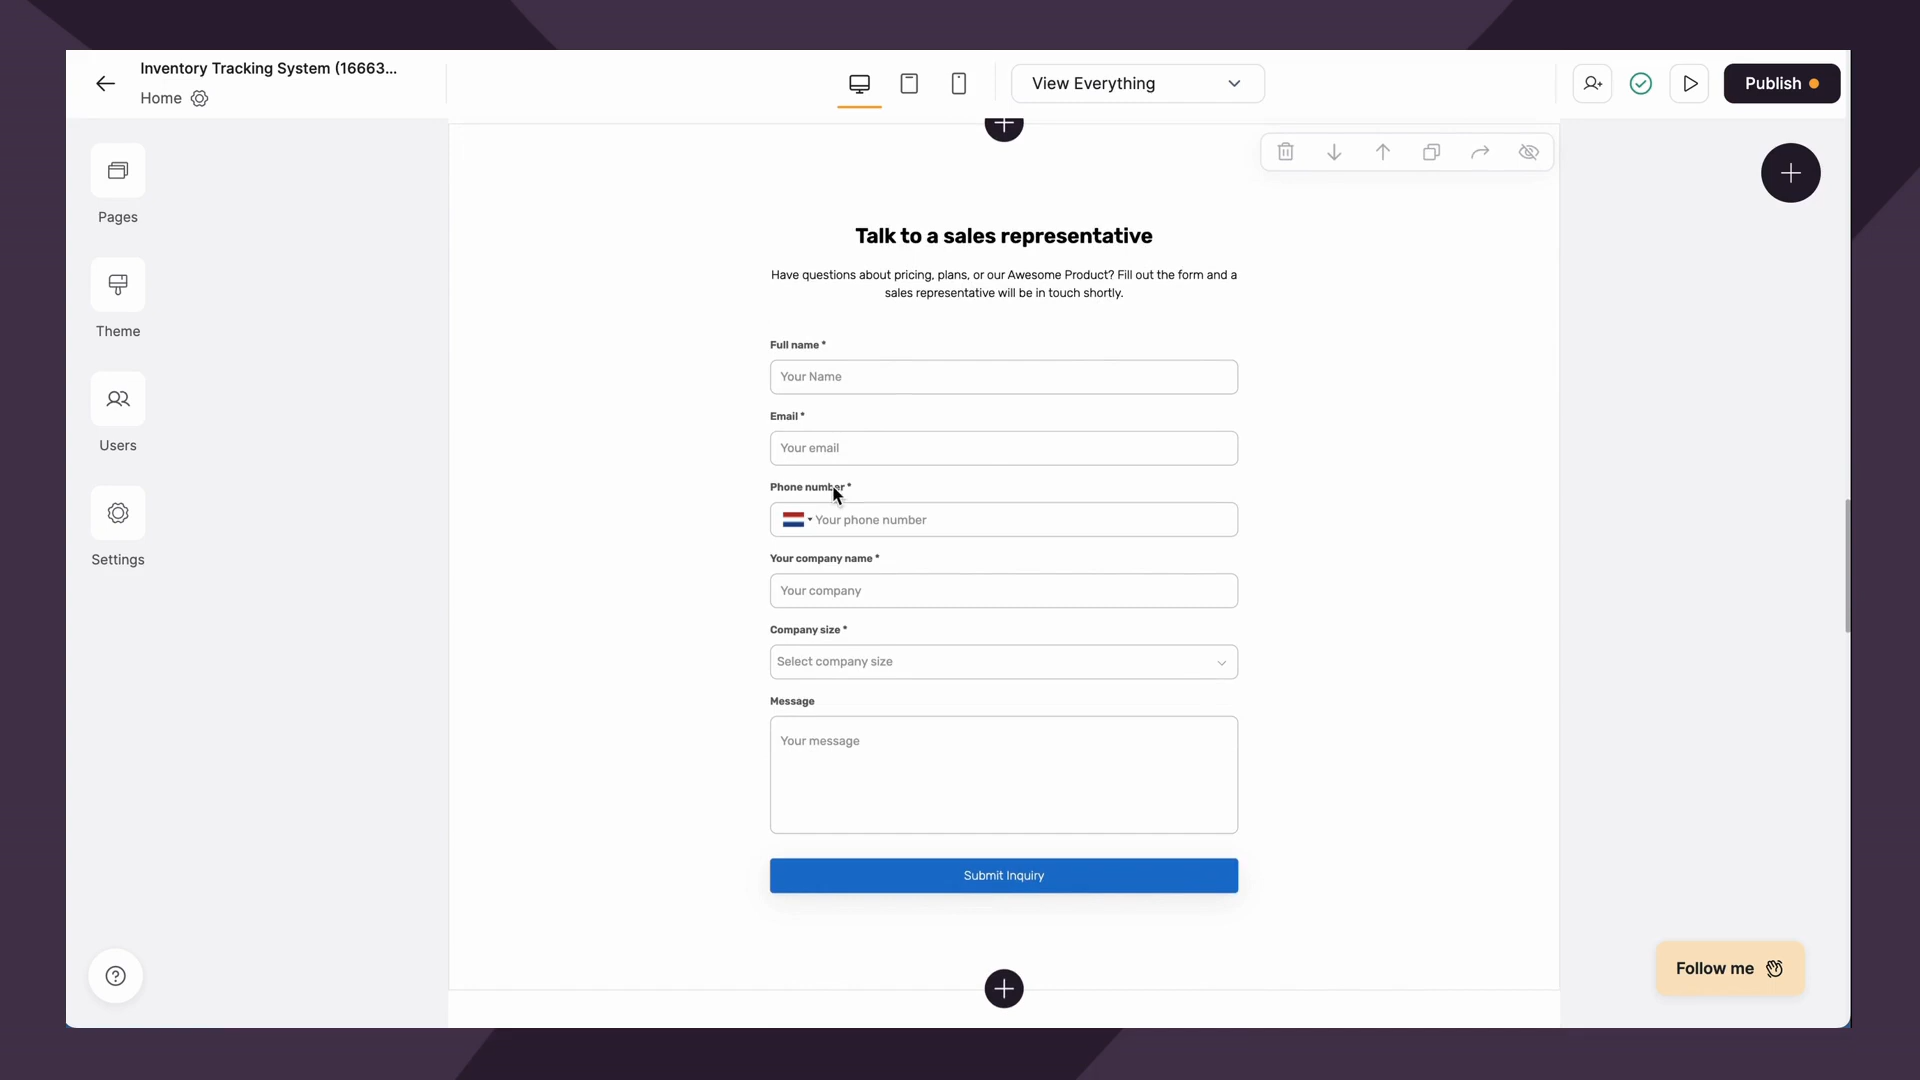 Inventory Tracking System (16663...
Home
View Everything
Publish
Pages
Theme
Users
Settings
Talk to a sales representative
Have questions about pricing, plans, or our Awesome Product? Fill out the form and a
sales representative will be in touch shortly.
Full name *
Your Name
Email *
Your email
Phone number *
Your phone number
Your company name *
Your company
Company size *
Select company size
Message
Your message
Submit Inquiry
Follow me